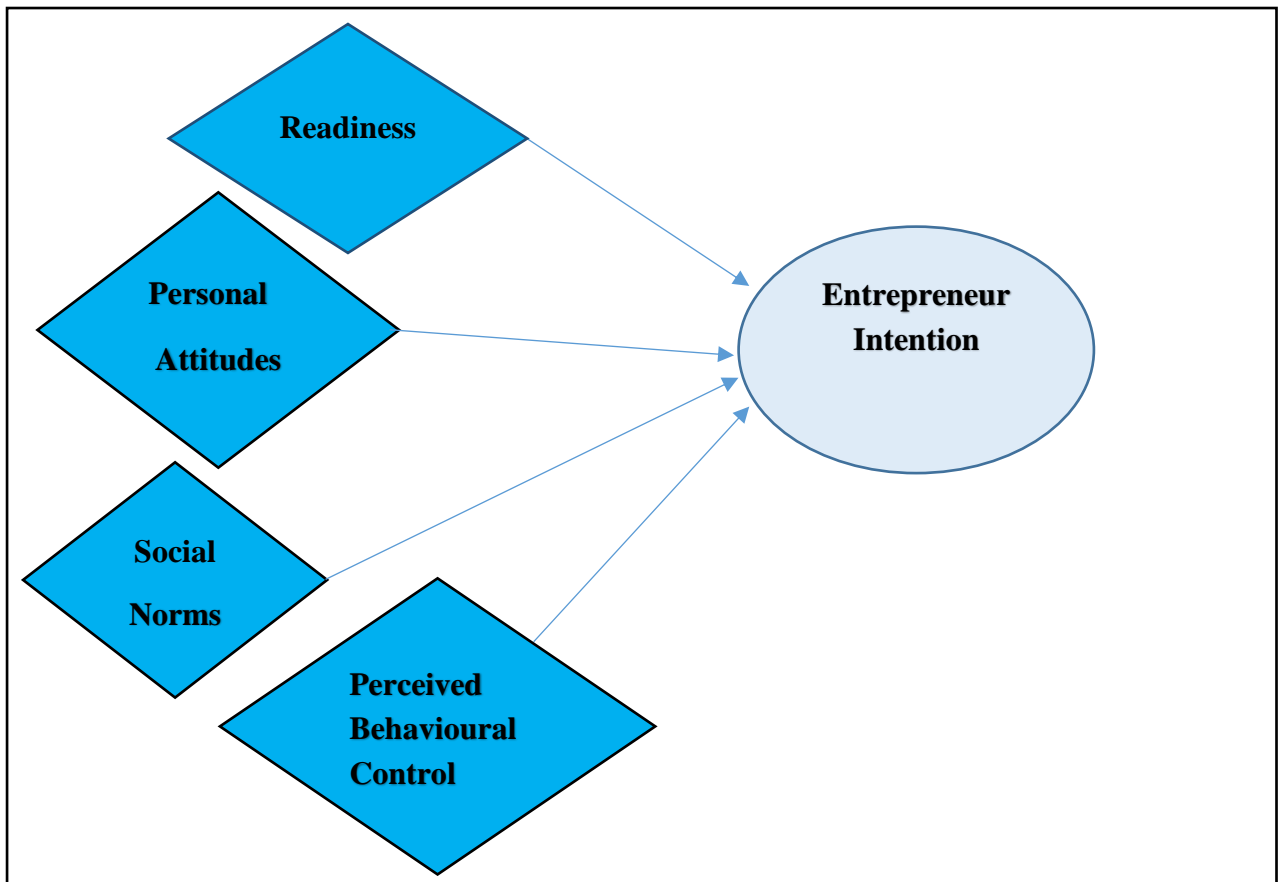 Readiness
Personal
Attitudes
Social
Norms
Perceived
Behavioural
Control
Entrepreneur
Intention